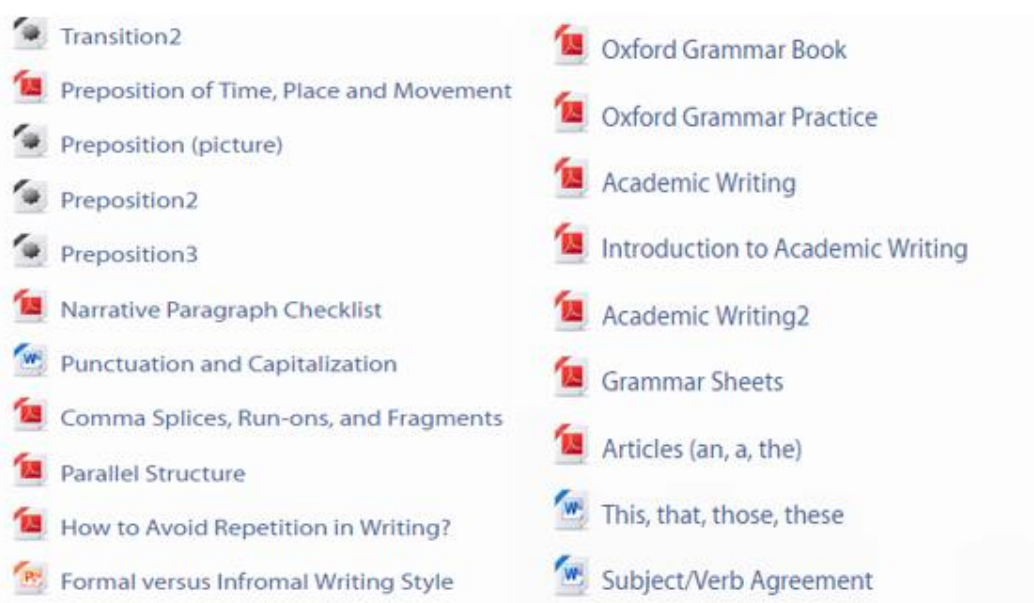 Transition2
Preposition of Time, Place and Movement
Preposition (picture)
Preposition2
Preposition3
Narrative Paragraph Checklist
Punctuation and Capitalization
Comma Splices, Run-ons, and Fragments
Parallel Structure
How to Avoid Repetition in Writing?
Formal versus Infromal Writing Style
Oxford Grammar Book
Oxford Grammar Practice
Academic Writing
Introduction to Academic Writing
Academic Writing2
Grammar Sheets
Articles (an, a, the)
This, that, those, these
Subject/Verb Agreement